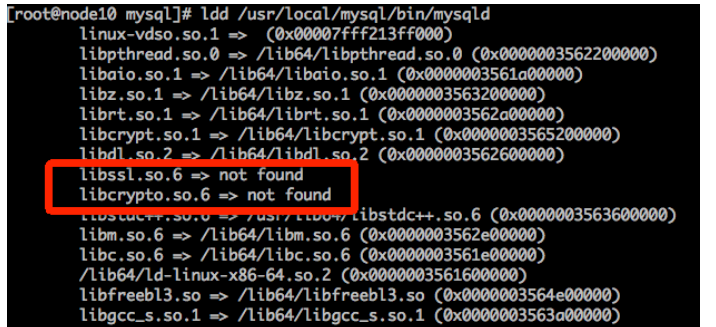 [root@node10 mysql]# ldd /usr/local/mysql/bin/mysqld
linux-vdso.so.1 => (0x00007fff213ff000)
libpthread.so.0 => /lib64/libpthread.so.0 (0x0000003562200000)
libaio.so.1 => /lib64/libaio.so.1 (0x0000003561a00000)
libz.so.1 => /lib64/libz.so.1 (0x0000003563200000)
librt.so.1 => /lib64/librt.so.1 (0x0000003562a00000)
libcrypt.so.1 => /lib64/libcrypt.so.1 (0x0000003565200000)
libdl.so.2 => /lib64/libdl.so.2 (0x0000003562600000)
libssl.so.6 => not found
libcrypto.so.6 => not found
libstdc++.so.6 => /usr/lib64/libstdc++.so.6 (0x0000003563600000)
libm.so.6 => /lib64/libm.so.6 (0x0000003562e00000)
libc.so.6 => /lib64/libc.so.6 (0x0000003561e00000)
/lib64/ld-linux-x86-64.so.2 (0x0000003561600000)
libfreebl3.so => /lib64/libfreebl3.so (0x0000003564e00000)
libgcc_s.so.1 => /lib64/libgcc_s.so.1 (0x0000003563a00000)